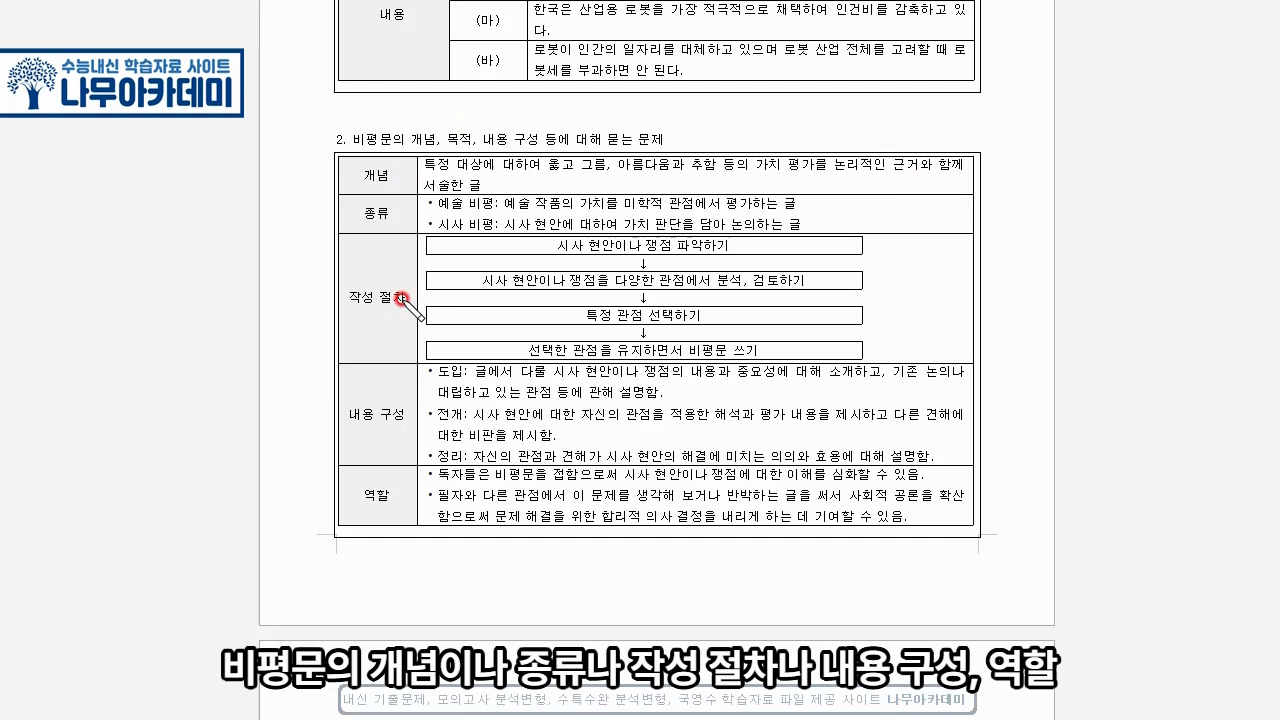 내용
(마)
한국은 산업용 로봇을 가장 적극적으로 채택하여 인건비를 감축하고 있
다.
(바)
로봇이 인간의 일자리를 대체하고 있으며 로봇 산업 전체를 고려할 때 로
봇세를 부과하면 안 된다.
수능내신 학습자료 사이트
나무아카데미
2. 비평문의 개념, 목적, 내용 구성 등에 대해 묻는 문제
개념
특정 대상에 대하여 옳고 그름, 아름다움과 추함 등의 가치 평가를 논리적인 근거와 함께
서술한 글
종류
•예술 비평: 예술 작품의 가치를 미학적 관점에서 평가하는 글
•시사 비평: 시사 현안에 대하여 가치 판단을 담아 논의하는 글
작성 절차
시사 현안이나 쟁점 파악하기
↓
시사 현안이나 쟁점을 다양한 관점에서 분석, 검토하기
↓
특정 관점 선택하기
↓
선택한 관점을 유지하면서 비평문 쓰기
내용 구성
•도입: 글에서 다룰 시사 현안이나 쟁점의 내용과 중요성에 대해 소개하고, 기존 논의나
대립하고 있는 관점 등에 관해 설명함.
•전개: 시사 현안에 대한 자신의 관점을 적용한 해석과 평가 내용을 제시하고 다른 견해에
대한 비판을 제시함.
•정리: 자신의 관점과 견해가 시사 현안의 해결에 미치는 의의와 효용에 대해 설명함.
역할
•독자들은 비평문을 접함으로써 시사 현안이나 쟁점에 대한 이해를 심화할 수 있음.
•필자와 다른 관점에서 이 문제를 생각해 보거나 반박하는 글을 써서 사회적 공론을 확산
함으로써 문제 해결을 위한 합리적 의사 결정을 내리게 하는 데 기여할 수 있음.
비평문의 개념이나 종류나 작성 절차나 내용 구성, 역할
내신 기출문제, 모의고사 분석변형, 수특수완 분석변형, 국영수 학습자료 파일 제공 사이트 나무아카데미